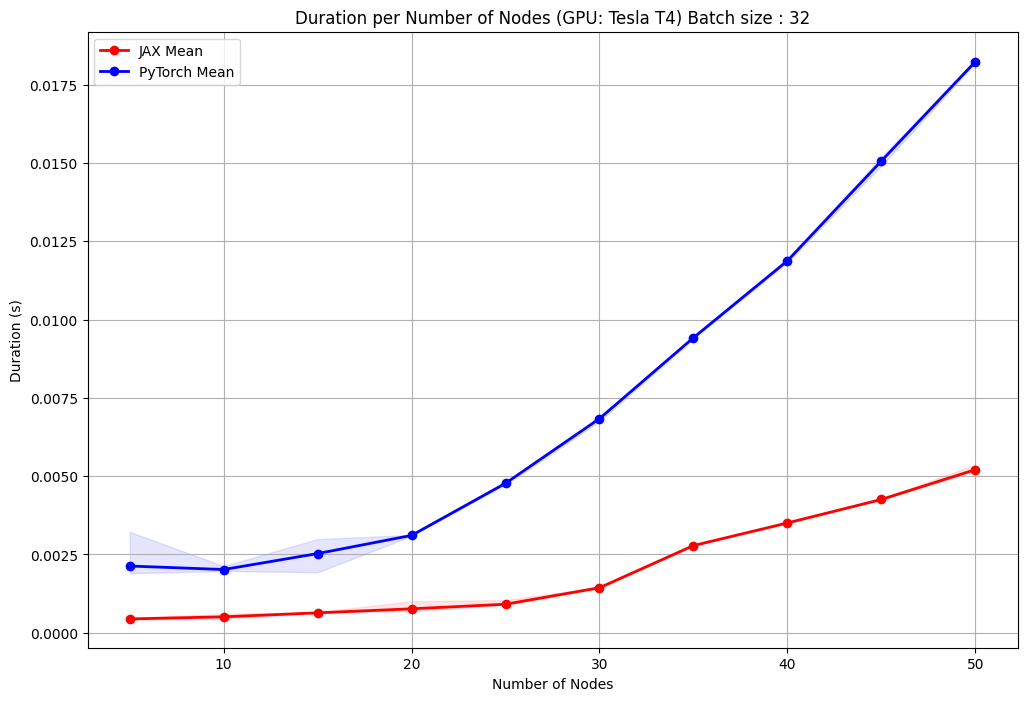 Duration per Number of Nodes (GPU: Tesla T4) Batch size : 32
JAX Mean
PyTorch Mean
0.0175
0.0150
0.0125
0.0100
0.0075
0.0050
0.0025
0.0000
Duration (s)
10 20 30 40 50
Number of Nodes